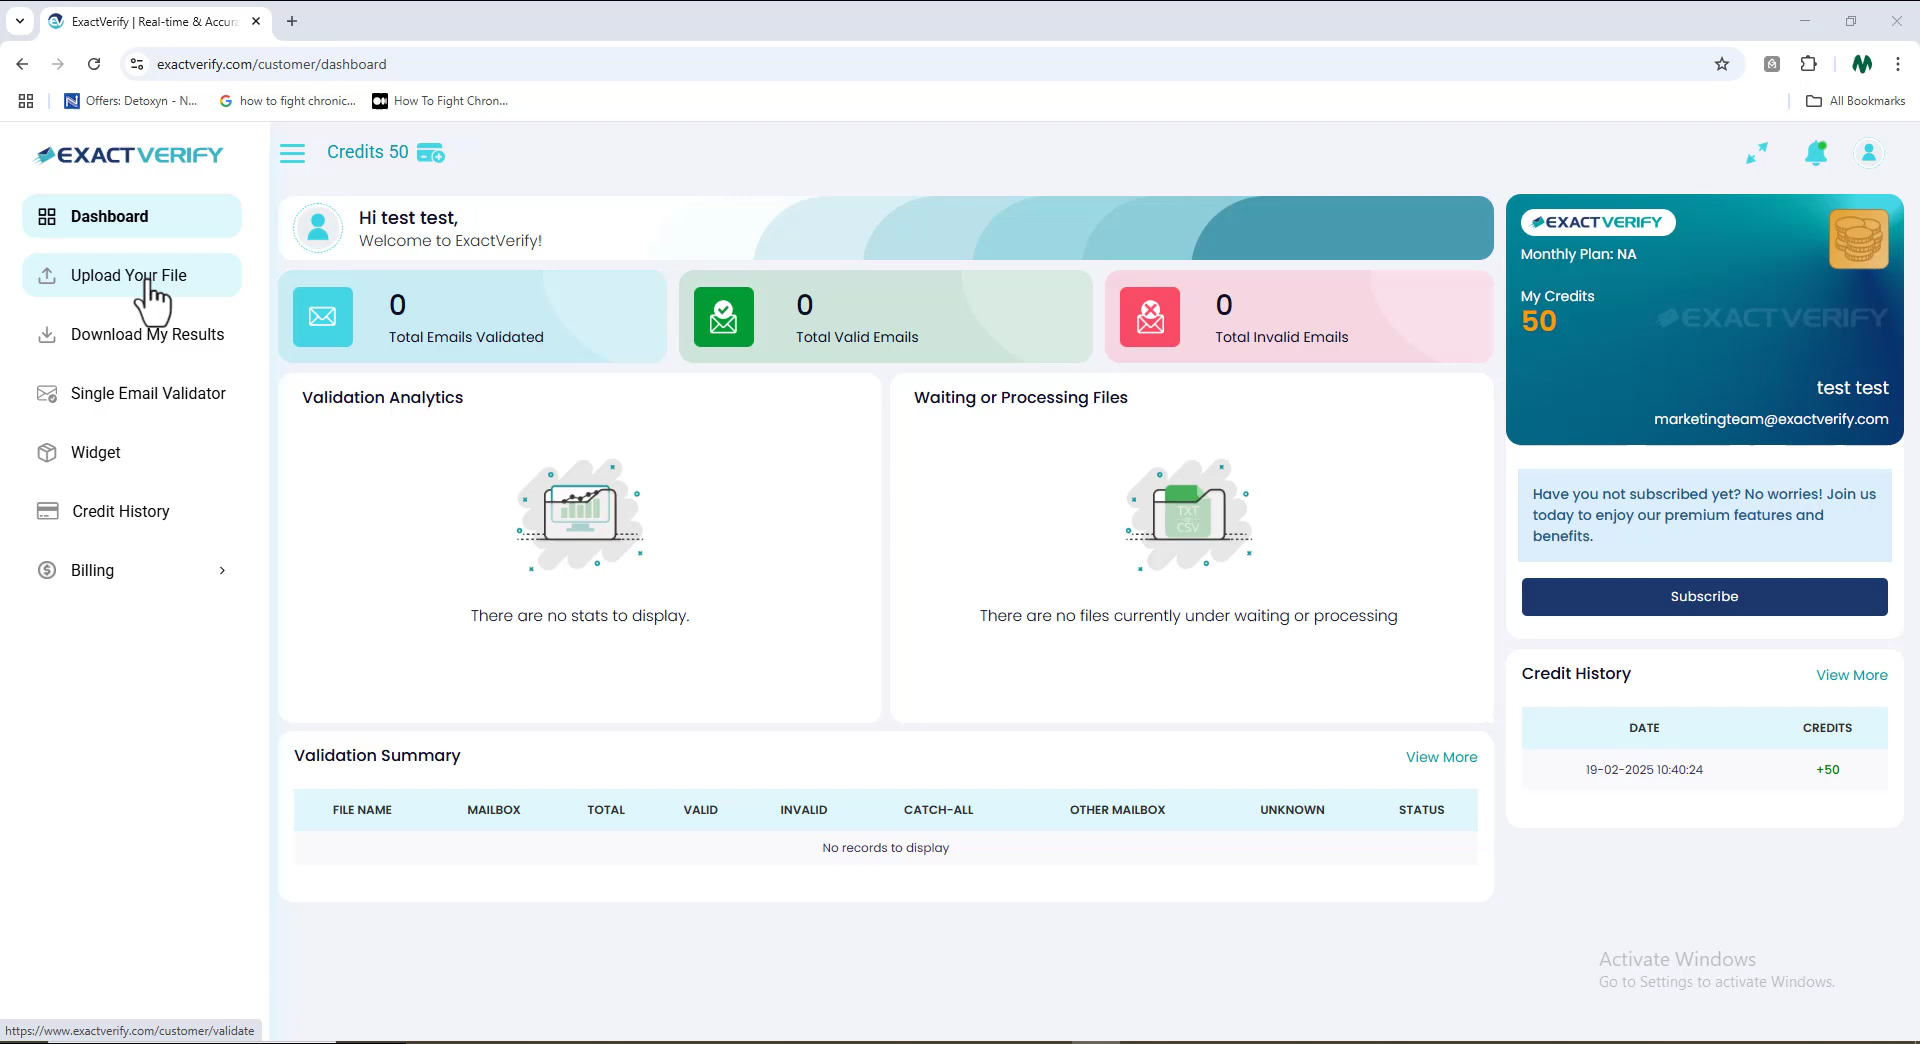 ExactVerify | Real-time & Accura
exactverify.com/customer/dashboard
Offers: Detoxyn - N...
how to fight chronic...
How To Fight Chron...
All Bookmarks
EXACTVERIFY
Credits 50
Dashboard
Upload Your File
Download My Results
Single Email Validator
Widget
Credit History
Billing
Hi test test,
Welcome to ExactVerify!
0
Total Emails Validated
0
Total Valid Emails
0
Total Invalid Emails
Validation Analytics
There are no stats to display.
Waiting or Processing Files
TXT
CSV
There are no files currently under waiting or processing
EXACTVERIFY
Monthly Plan: NA
My Credits
50
EXACTVERIFY
test test
marketingteam@exactverify.com
Have you not subscribed yet? No worries! Join us
today to enjoy our premium features and
benefits.
Subscribe
Credit History View More
DATE CREDITS
19-02-2025 10:40:24 +50
Validation Summary View More
FILE NAME MAILBOX TOTAL VALID INVALID CATCH-ALL OTHER MAILBOX UNKNOWN STATUS
No records to display
Activate Windows
Go to Settings to activate Windows.
https://www.exactverify.com/customer/validate